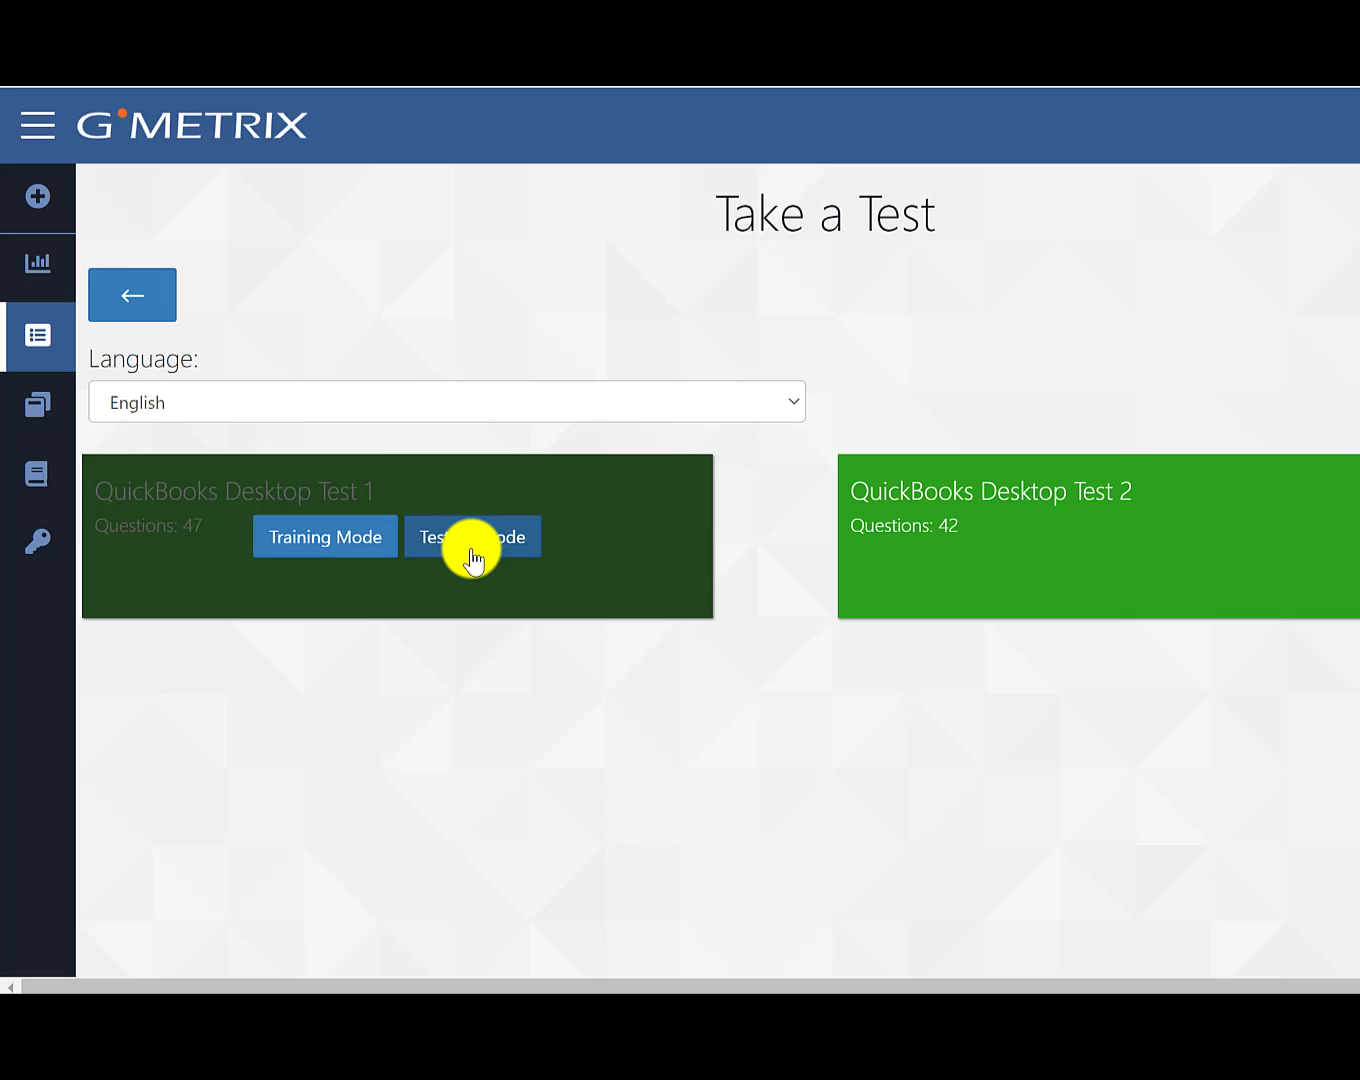 GMETRIX
Take a Test
Language:
English
QuickBooks Desktop Test 1
Questions: 47
Training Mode
QuickBooks Desktop Test 2
Questions: 42